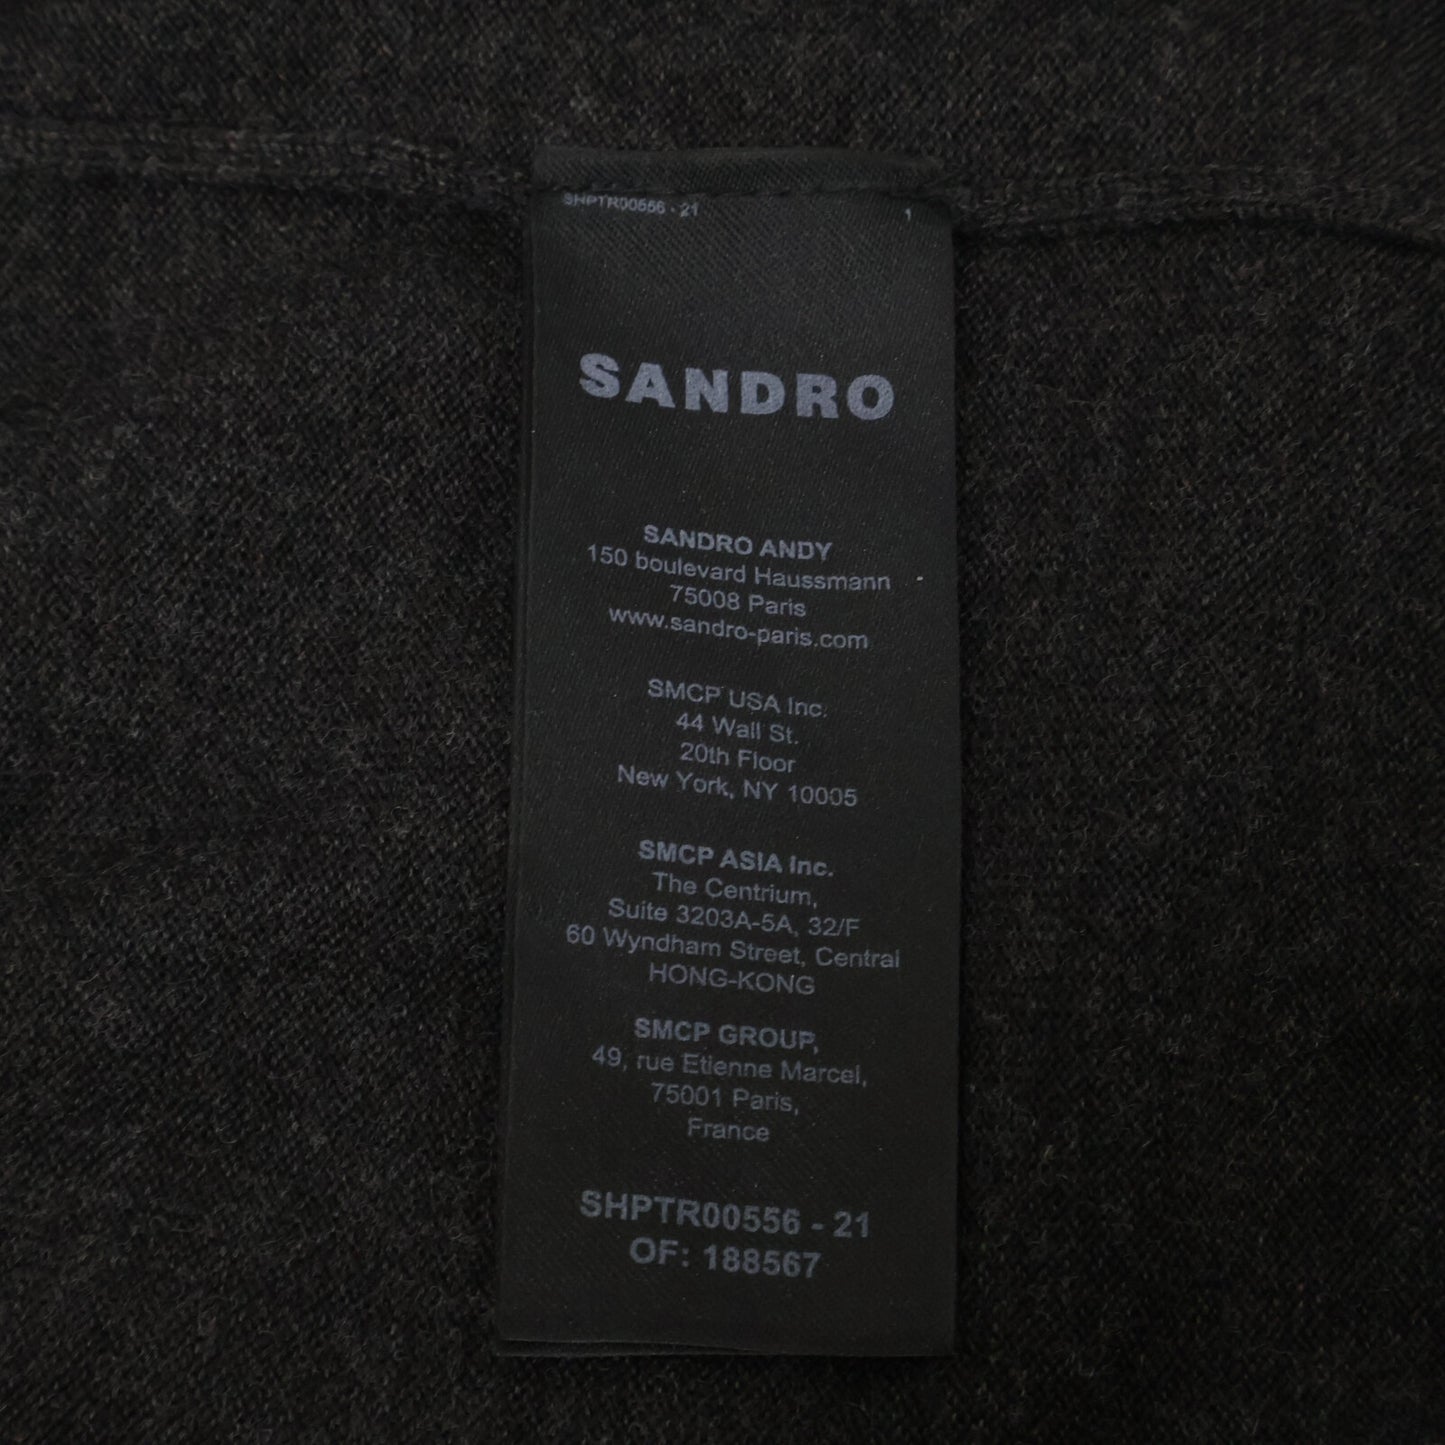 SHPTR00556 - 21 1
SANDRO
SANDRO ANDY
150 boulevard Haussmann
75008 Paris
www.sandro-paris.com
SMCP USA Inc.
44 Wall St.
20th Floor
New York, NY 10005
SMCP ASIA Inc.
The Centrium,
Suite 3203A-5A, 32/F
60 Wyndham Street, Central
HONG-KONG
SMCP GROUP,
49, rue Etienne Marcel,
75001 Paris,
France
SHPTR00556 - 21
OF: 188567